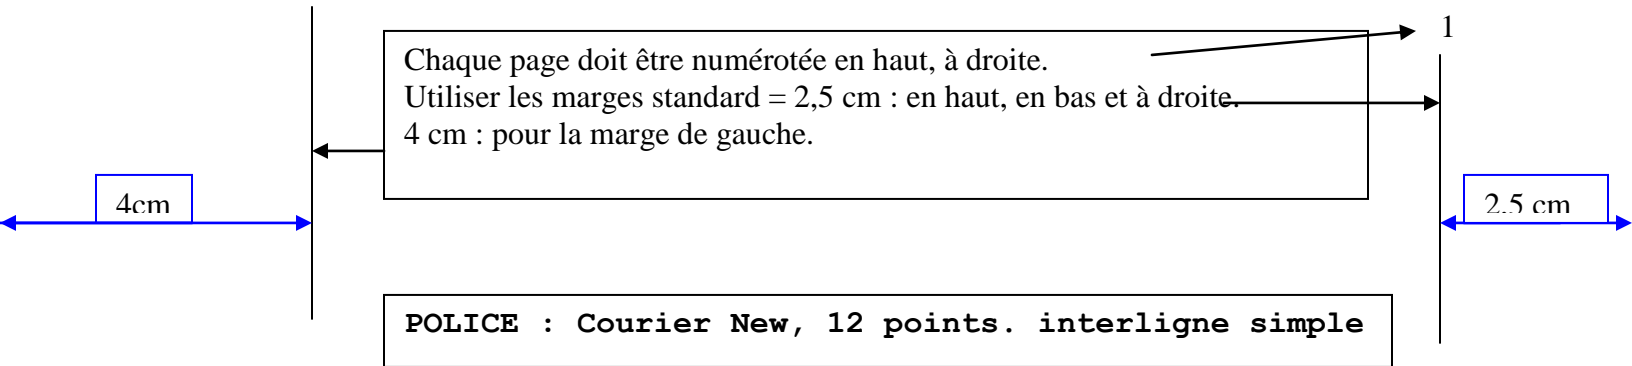 1
Chaque page doit être numérotée en haut, à droite.
Utiliser les marges standard = 2,5 cm : en haut, en bas et à droite.
4 cm : pour la marge de gauche.
4cm
2.5 cm
POLICE : Courier New, 12 points. interligne simple